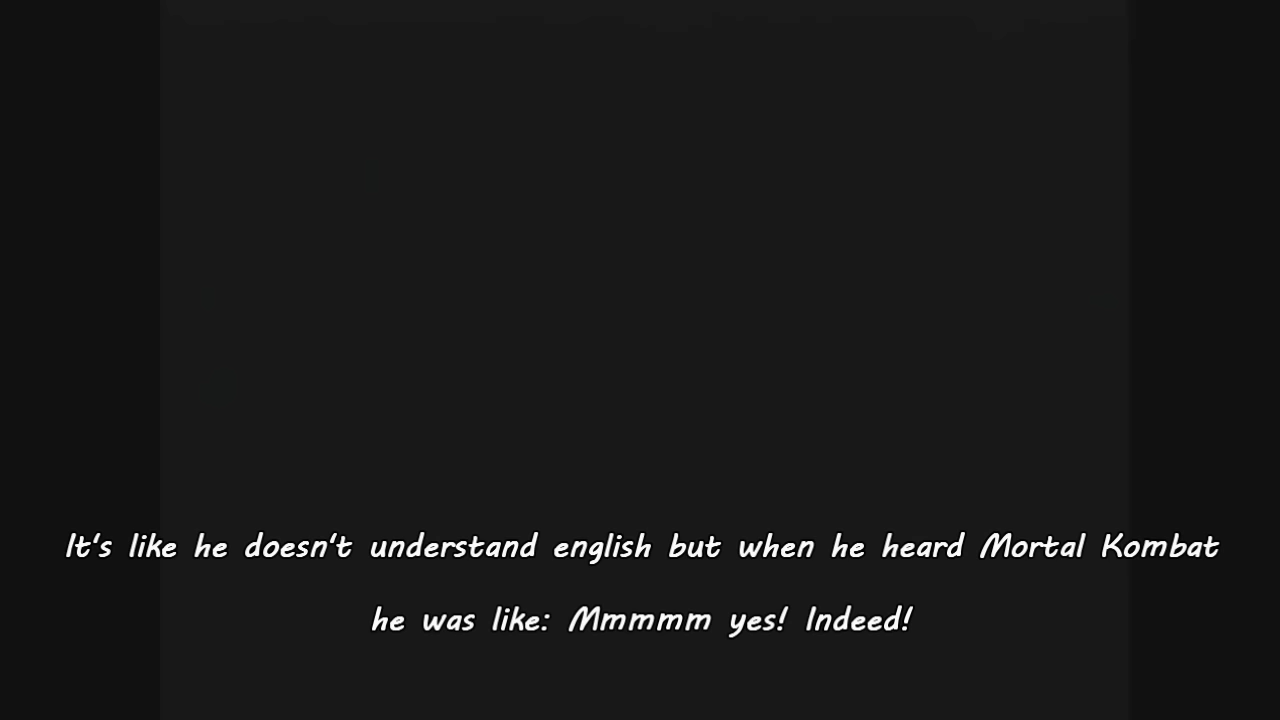 It's like he doesn't understand english but when he heard Mortal Kombat
he was like: Mmmmm yes! Indeed!